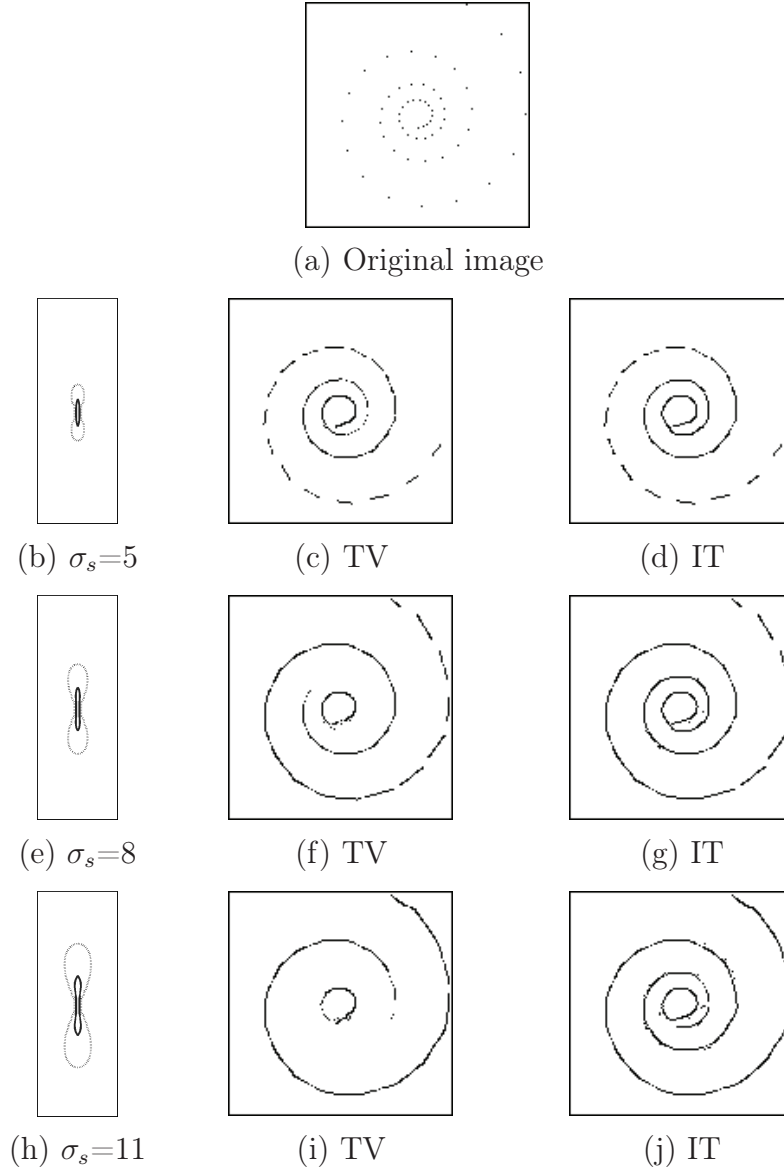 (a) Original image
(b) σₛ=5 (c) TV (d) IT
(e) σₛ=8 (f) TV (g) IT
(h) σₛ=11 (i) TV (j) IT